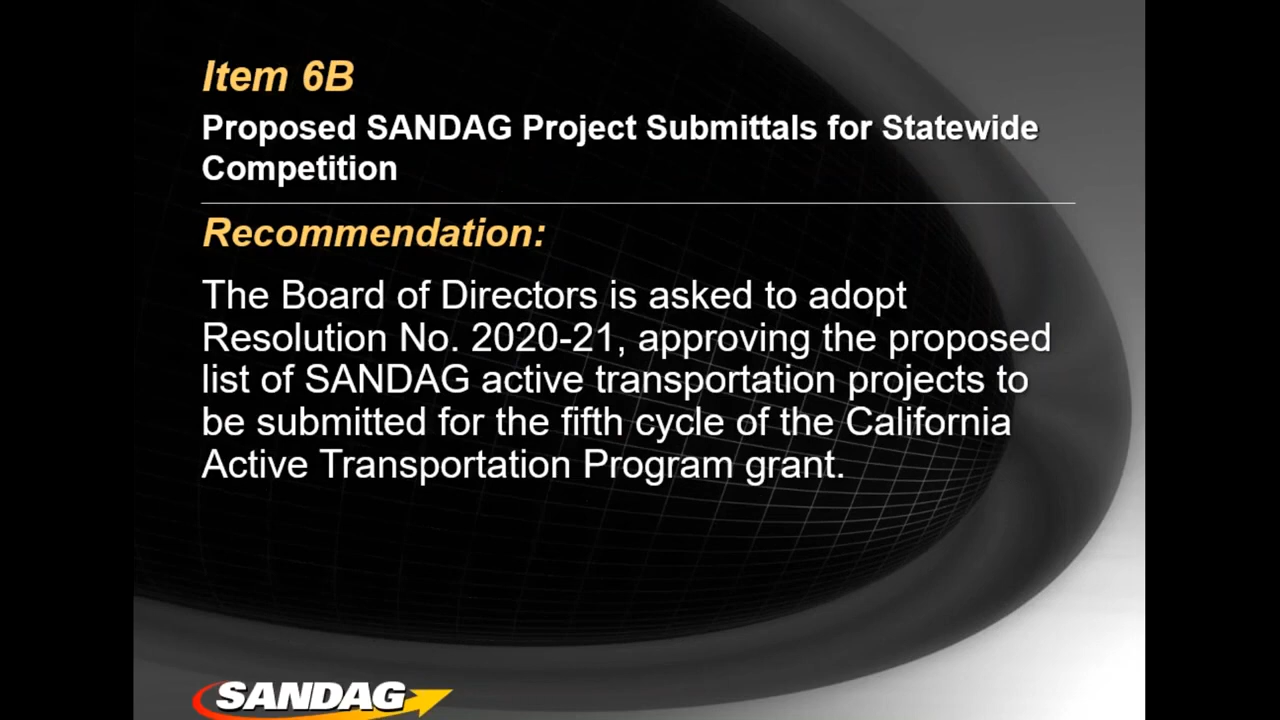 Item 6B
Proposed SANDAG Project Submittals for Statewide
Competition
Recommendation:
The Board of Directors is asked to adopt
Resolution No. 2020-21, approving the proposed
list of SANDAG active transportation projects to
be submitted for the fifth cycle of the California
Active Transportation Program grant.
SANDAG